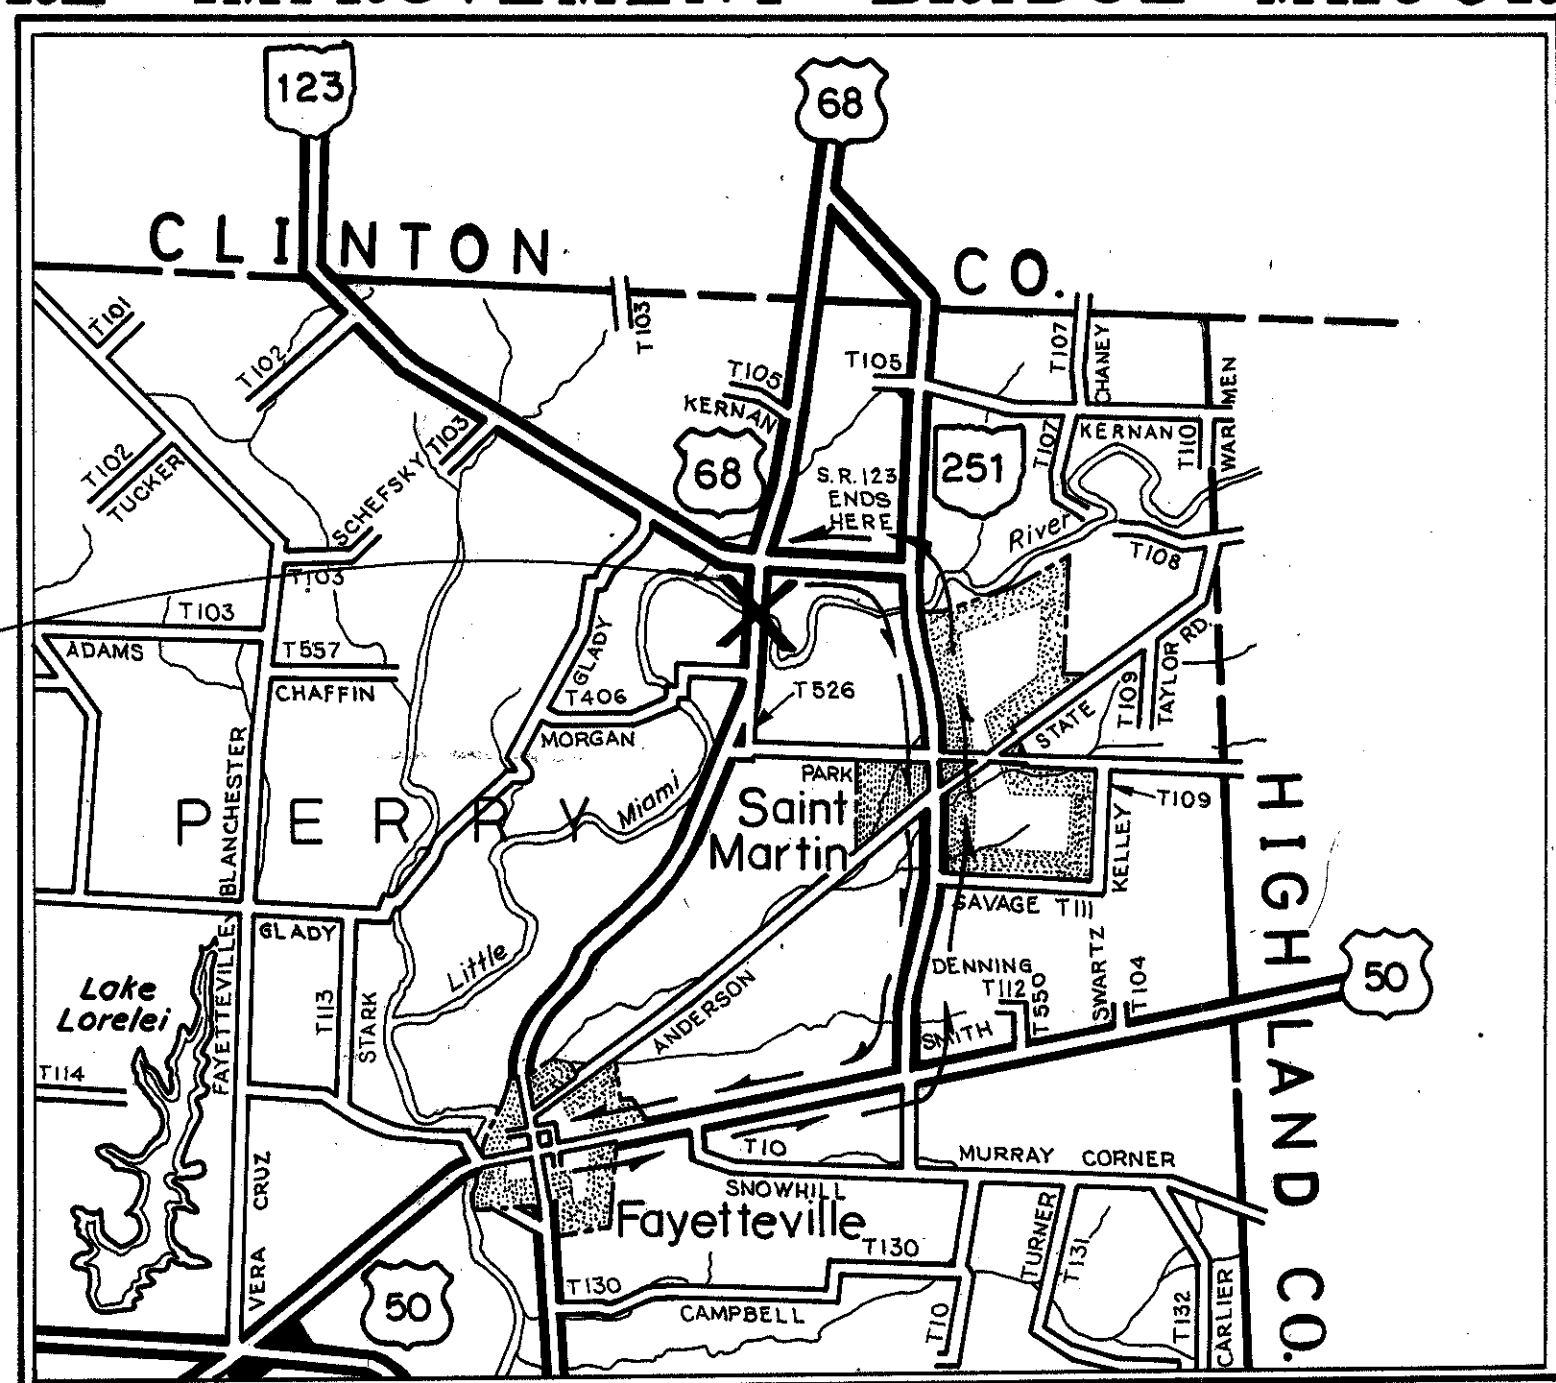 123
68
CLINTON CO.
T101
T102
T103
T105
KERNAN
T105
T107
CHANEY
WAR MEN
T102
TUCKER
SCHEFSKY T103
68
S.R. 123
ENDS
HERE
251
T107
KERNAN
T110
River
T108
T103
T103
ADAMS
T557
CHAFFIN
GLADY
T406
MORGAN
T526
STATE
T109
TAYLOR RD.
BLANCHESTER
PERRY
Miami
PARK
Saint
Martin
T109
KELLEY
SAVAGE T111
HIGHLAND CO.
GLADY
Lake
Lorelei
FAYETTEVILLE
T113
STARK
Little
ANDERSON
DENNING
T112
T550
SWARTZ
T104
SMITH
50
T114
VERA CRUZ
T10
SNOWHILL
MURRAY CORNER
Fayetteville
T130
T130
CAMPBELL
50
T10
TURNER
T131
T132
CARLIER